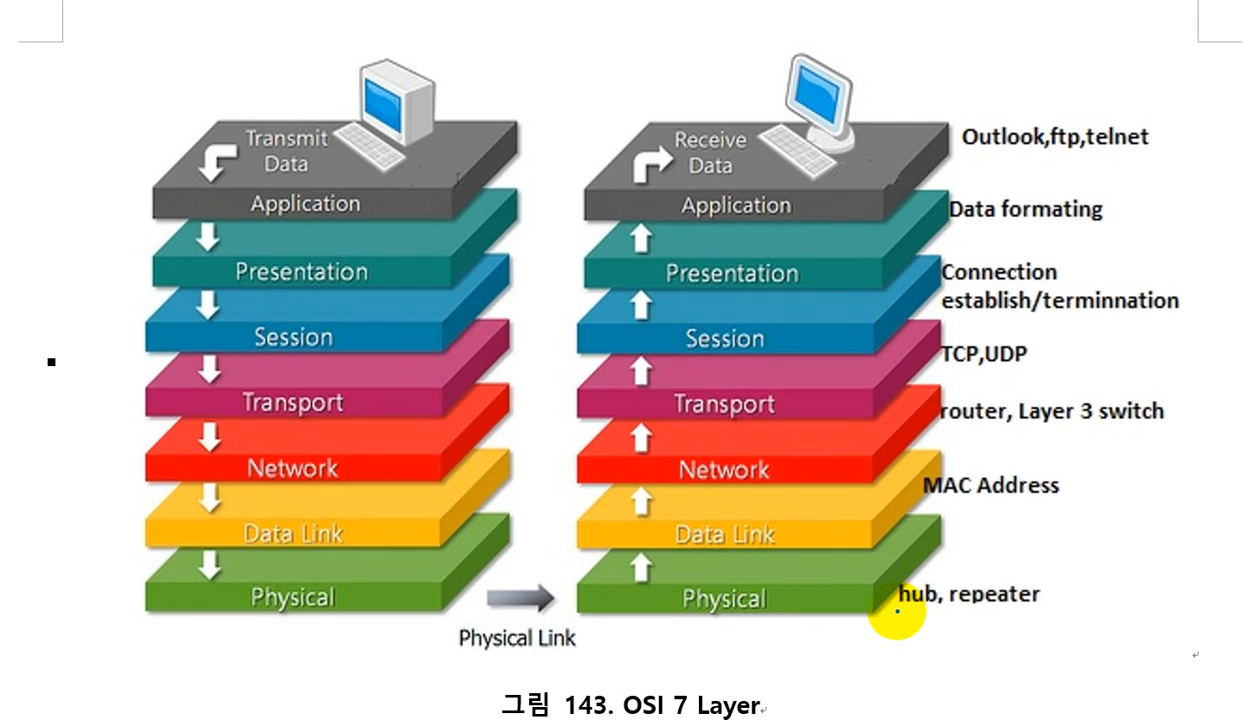 Transmit
Data
Application
Presentation
Session
Transport
Network
Data Link
Physical
Physical Link
Receive
Data
Application
Presentation
Session
Transport
Network
Data Link
Physical
Outlook,ftp,telnet
Data formating
Connection
establish/terminnation
TCP,UDP
router, Layer 3 switch
MAC Address
hub, repeater
그림 143. OSI 7 Layer